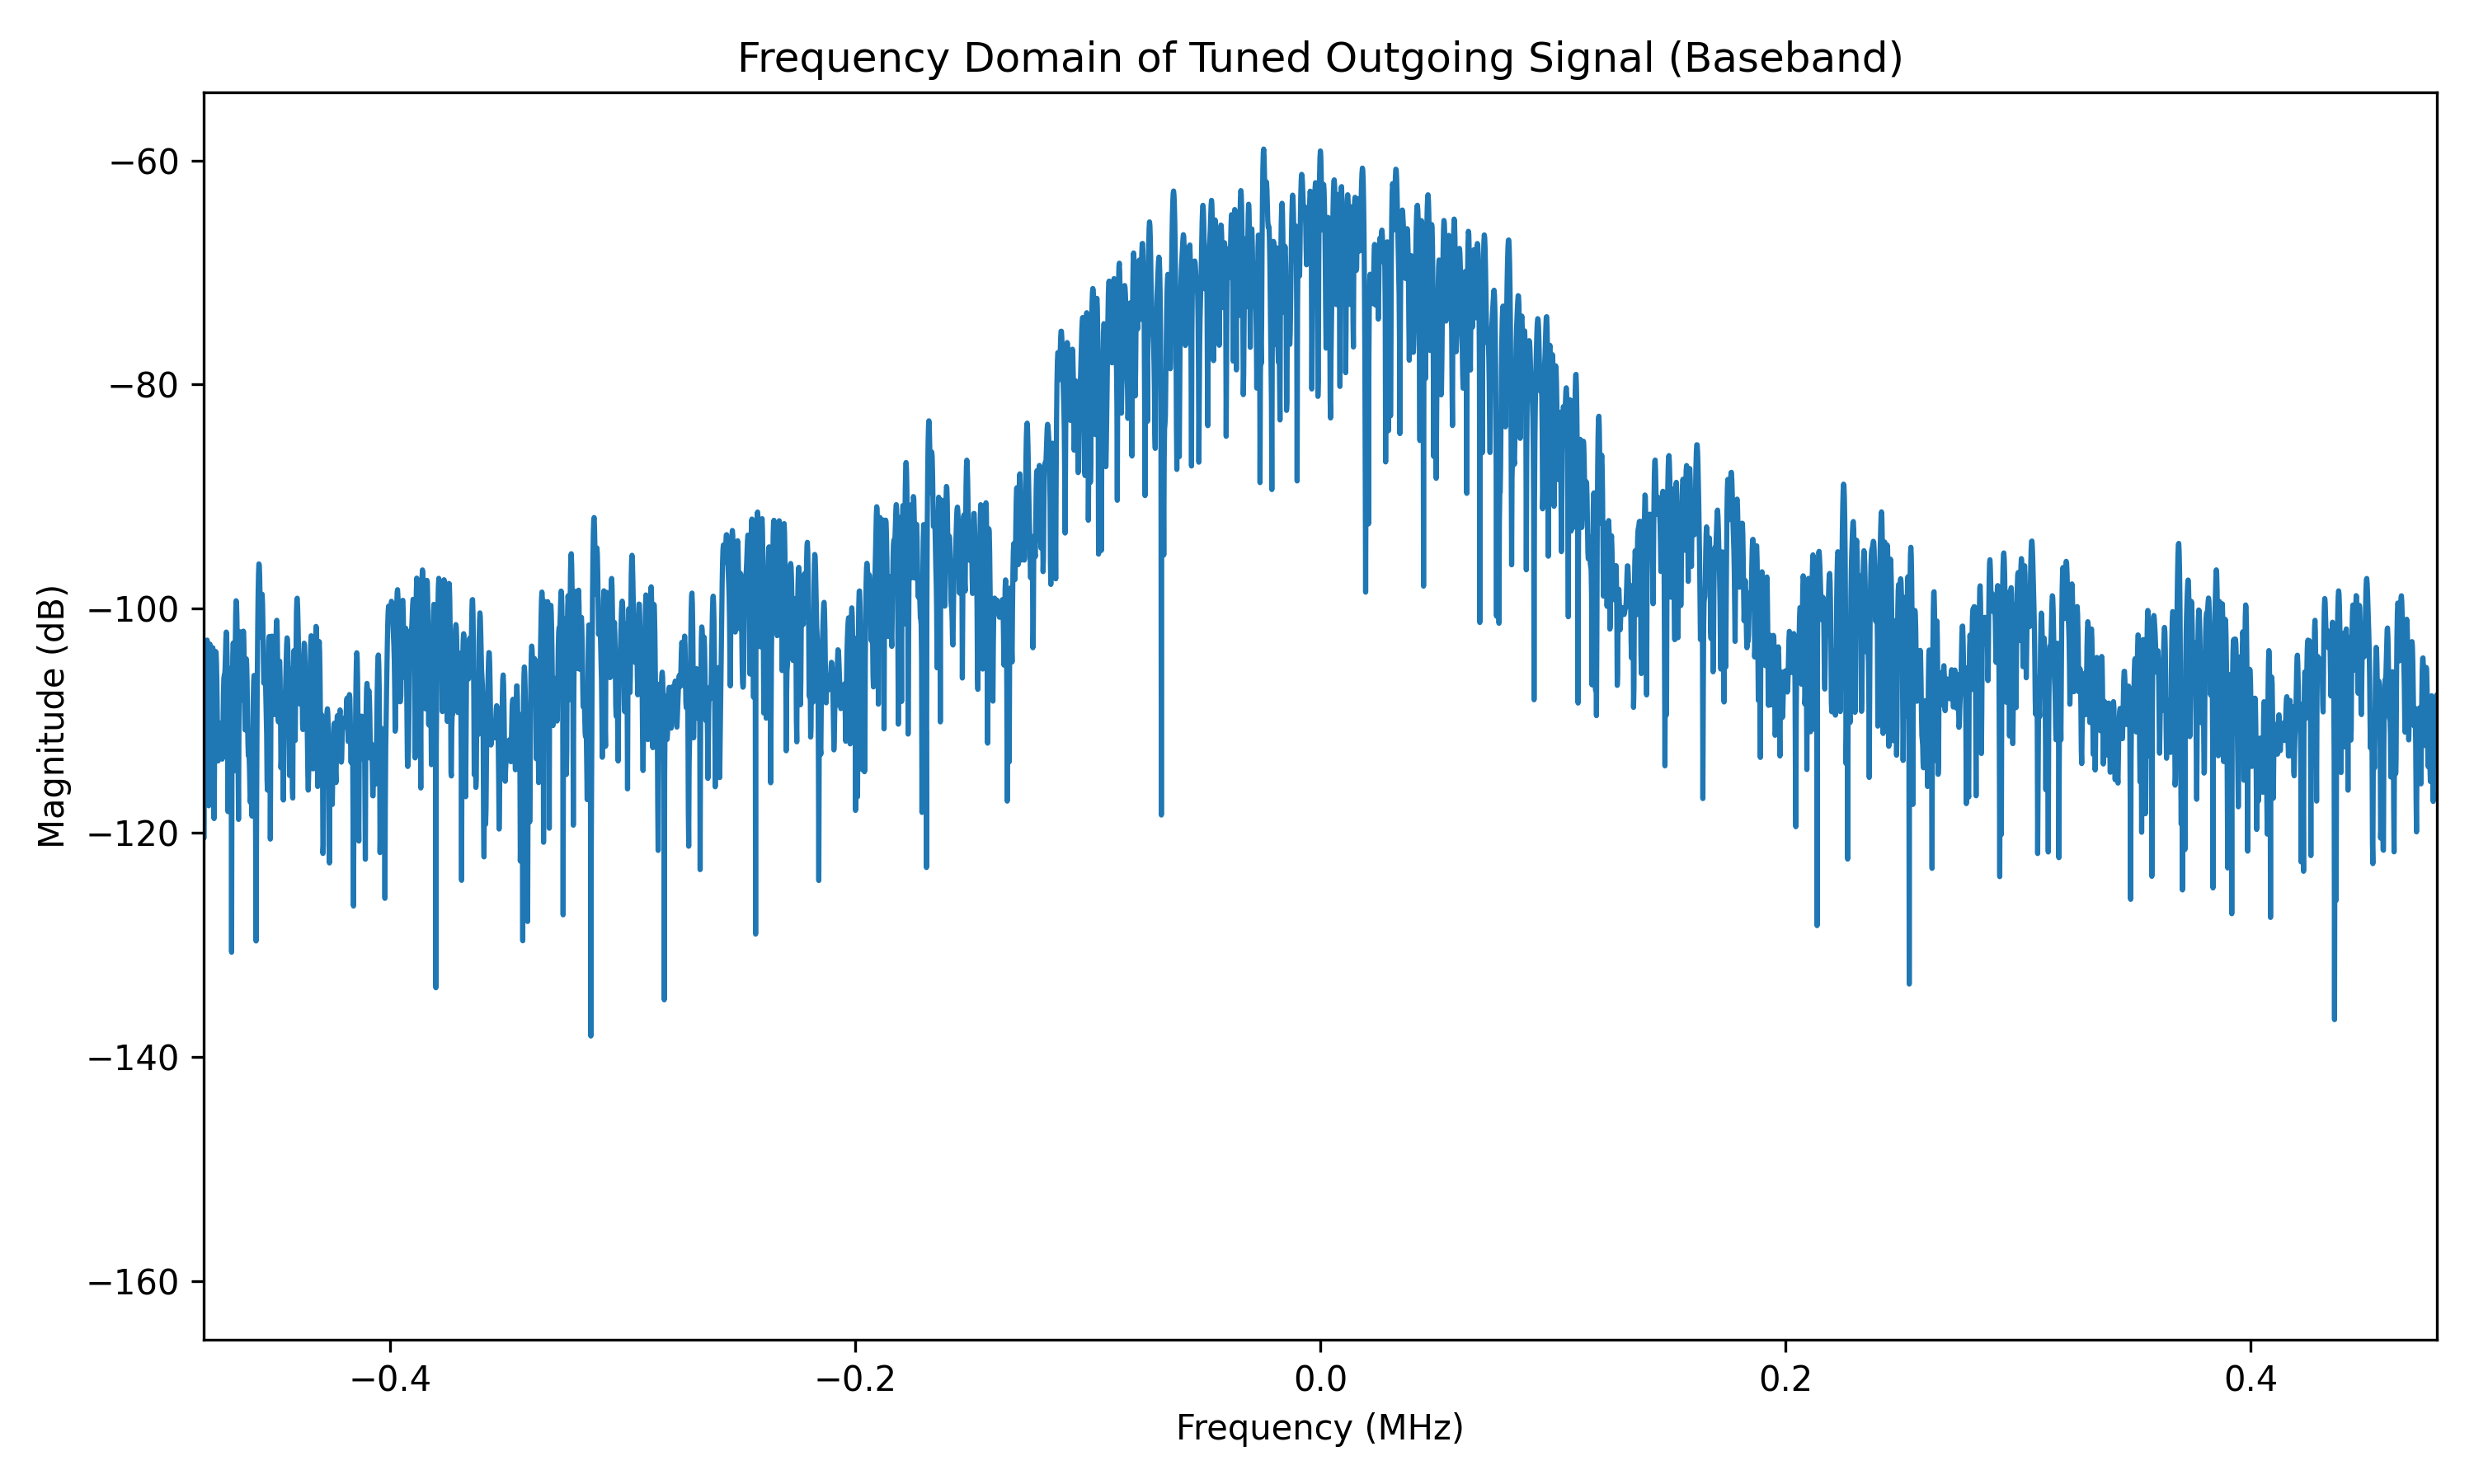 Frequency Domain of Tuned Outgoing Signal (Baseband)
−60
−80
−100
−120
−140
−160
Magnitude (dB)
−0.4 −0.2 0.0 0.2 0.4
Frequency (MHz)